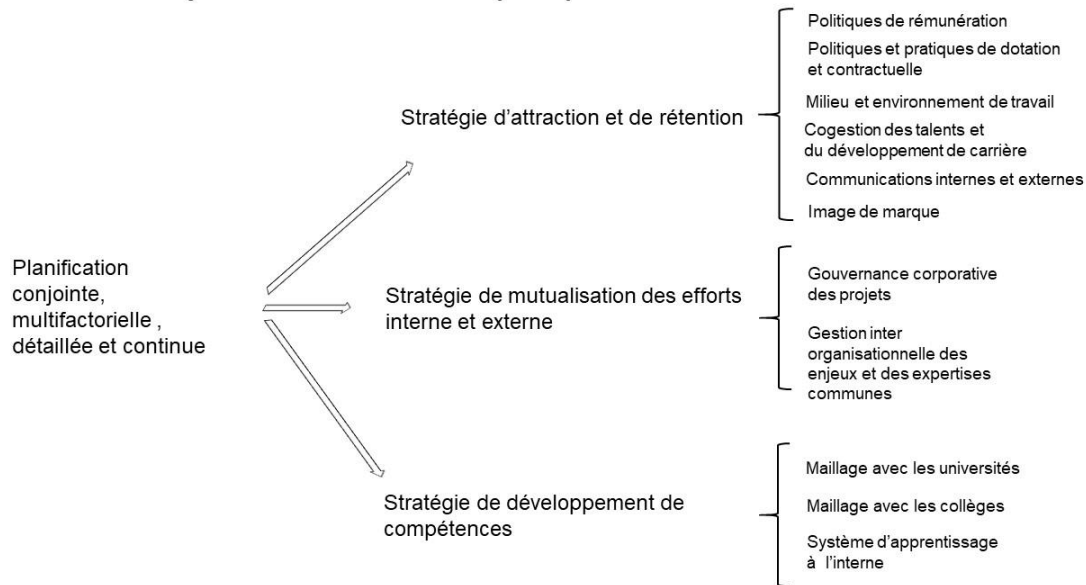 Planification
conjointe,
multifactorielle ,
détaillée et continue
Stratégie d'attraction et de rétention
Politiques de rémunération
Politiques et pratiques de dotation
et contractuelle
Milieu et environnement de travail
Cogestion des talents et
du développement de carrière
Communications internes et externes
Image de marque
Stratégie de mutualisation des efforts
interne et externe
Gouvernance corporative
des projets
Gestion inter
organisationnelle des
enjeux et des expertises
communes
Stratégie de développement de
compétences
Maillage avec les universités
Maillage avec les collèges
Système d'apprentissage
à l'interne